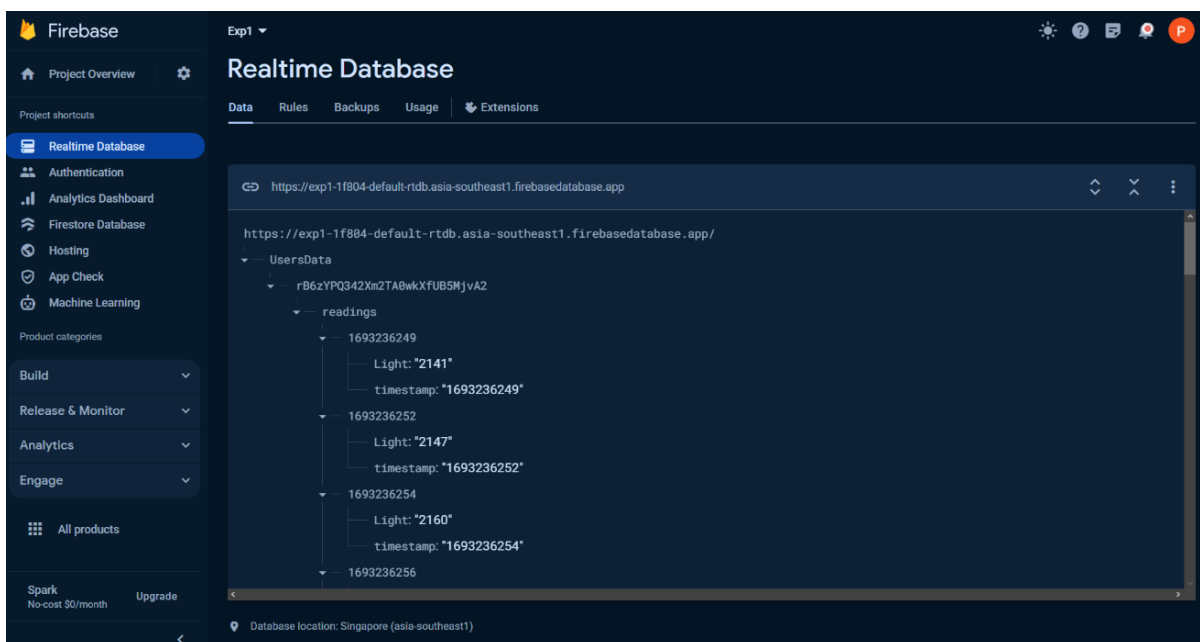 Firebase
Project Overview
Project shortcuts
Realtime Database
Authentication
Analytics Dashboard
Firestore Database
Hosting
App Check
Machine Learning
Product categories
Build
Release & Monitor
Analytics
Engage
All products
Spark
No-cost $0/month
Upgrade
Exp1
P
Realtime Database
Data Rules Backups Usage Extensions
https://exp1-1f804-default-rtdb.asia-southeast1.firebasedatabase.app
https://exp1-1f804-default-rtdb.asia-southeast1.firebasedatabase.app/
UsersData
rB6zYPQ342Xm2TA0wkXfUB5MjvA2
readings
1693236249
Light: "2141"
timestamp: "1693236249"
1693236252
Light: "2147"
timestamp: "1693236252"
1693236254
Light: "2160"
timestamp: "1693236254"
1693236256
Database location: Singapore (asia-southeast1)